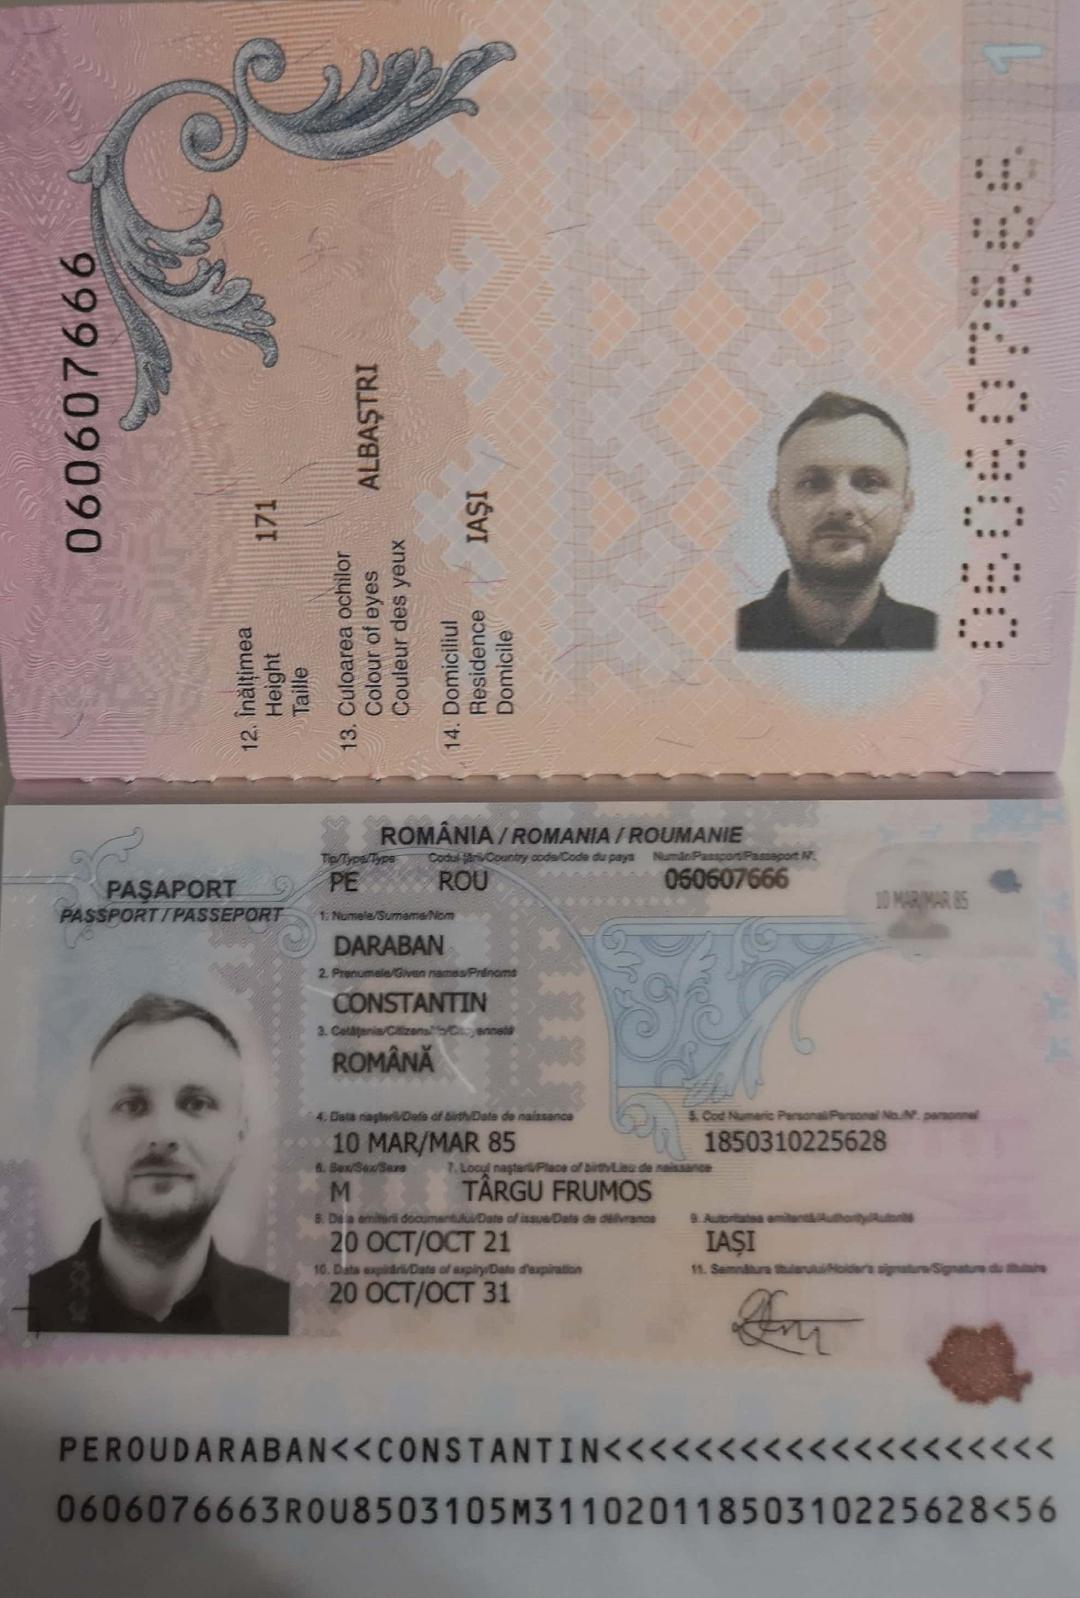 060607666
12. Înălțimea
Height
Taille
171
13. Culoarea ochilor
Colour of eyes
Couleur des yeux
ALBAȘTRI
14. Domiciliul
Residence
Domicile
IAȘI
1
ROMÂNIA / ROMANIA / ROUMANIE
PAȘAPORT
PASSPORT / PASSEPORT
Tip/Type/Type Codul țării/Country code/Code du pays Număr/Passport/Passeport Nº.
PE ROU 060607666
10 MAR/MAR 85
1. Numele/Surname/Nom
DARABAN
2. Prenumele/Given names/Prénoms
CONSTANTIN
3. Cetățenia/Citizenship/Citoyenneté
ROMÂNĂ
4. Data nașterii/Date of birth/Date de naissance 5. Cod Numeric Personal/Personal No./Nº. personnel
10 MAR/MAR 85 1850310225628
6. Sex/Sex/Sexe 7. Locul nașterii/Place of birth/Lieu de naissance
M TÂRGU FRUMOS
8. Data emiterii documentului/Date of issue/Date de délivrance 9. Autoritatea emitentă/Authority/Autorité
20 OCT/OCT 21 IAȘI
10. Data expirării/Date of expiry/Date d'expiration 11. Semnătura titularului/Holder's signature/Signature du titulaire
20 OCT/OCT 31
PEROUDARABAN<<CONSTANTIN<<<<<<<<<<<<<<<<<<<<
0606076663ROU8503105M31102011850310225628<56